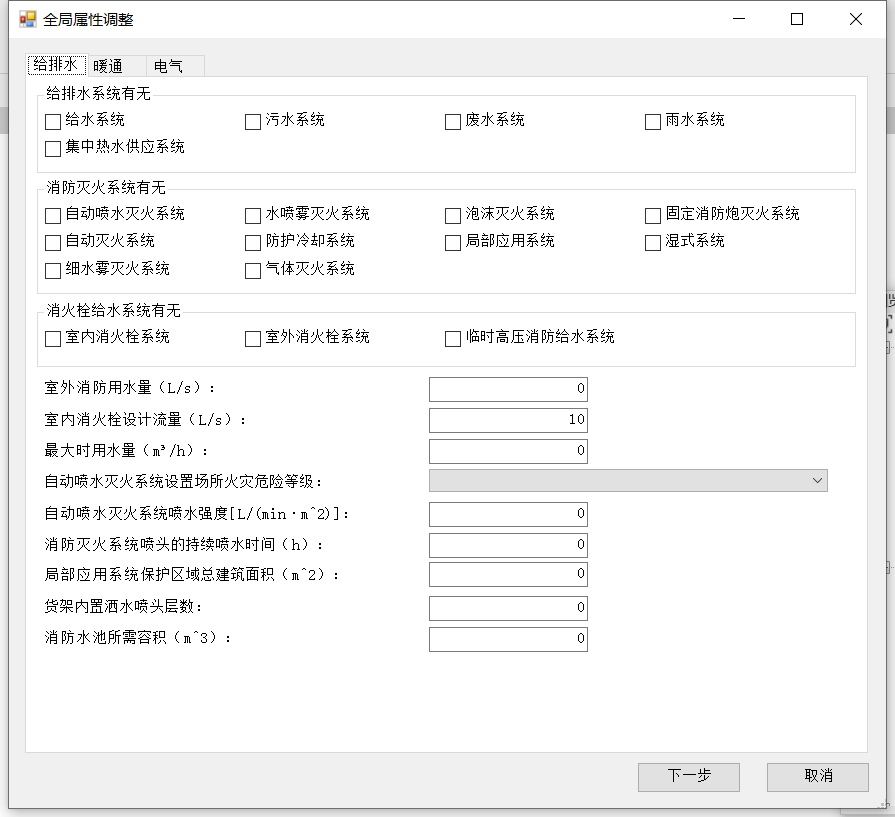 全局属性调整
给排水 暖通 电气
给排水系统有无
给水系统 污水系统 废水系统 雨水系统
集中热水供应系统
消防灭火系统有无
自动喷水灭火系统 水喷雾灭火系统 泡沫灭火系统 固定消防炮灭火系统
自动灭火系统 防护冷却系统 局部应用系统 湿式系统
细水雾灭火系统 气体灭火系统
消火栓给水系统有无
室内消火栓系统 室外消火栓系统 临时高压消防给水系统
室外消防用水量（L/s）: 0
室内消火栓设计流量（L/s）: 10
最大时用水量（m³/h）: 0
自动喷水灭火系统设置场所火灾危险等级:
自动喷水灭火系统喷水强度[L/(min·m^2)]: 0
消防灭火系统喷头的持续喷水时间（h）: 0
局部应用系统保护区域总建筑面积（m^2）: 0
货架内置洒水喷头层数: 0
消防水池所需容积（m^3）: 0
下一步 取消